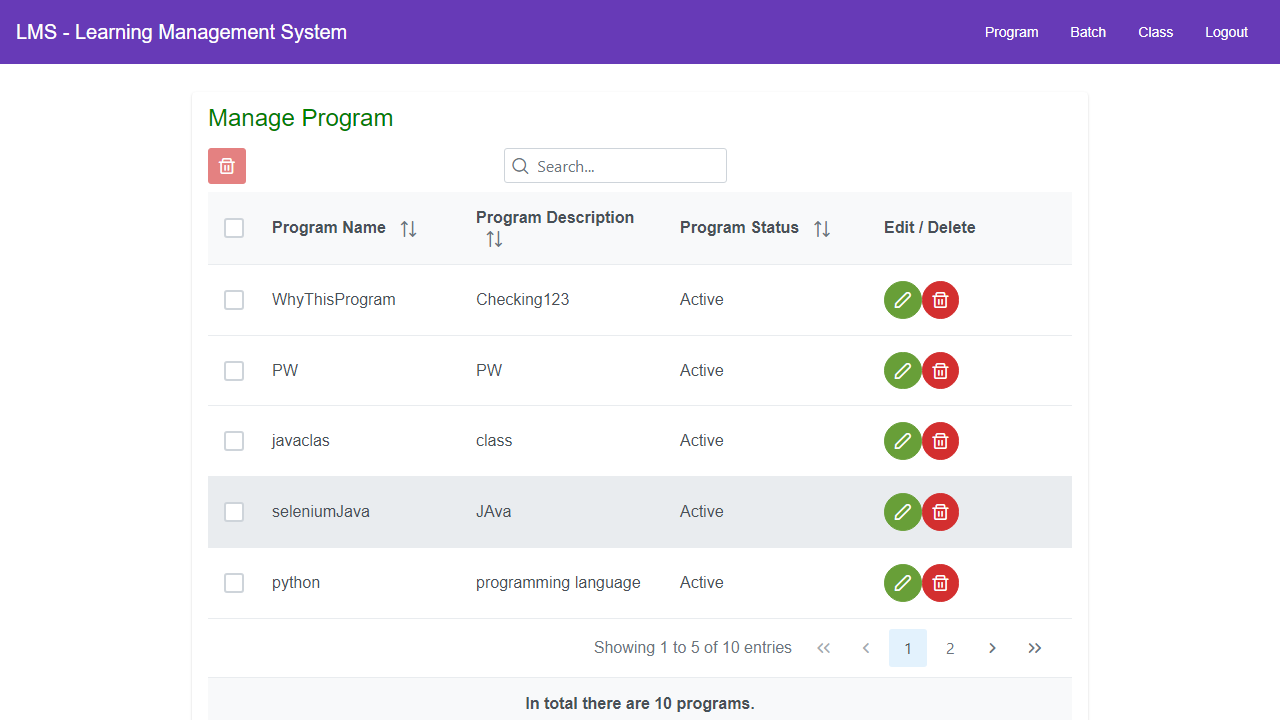 LMS - Learning Management System
Program Batch Class Logout
Manage Program
Search...
Program Name Program Description Program Status Edit / Delete
WhyThisProgram Checking123 Active
PW PW Active
javaclas class Active
seleniumJava JAva Active
python programming language Active
Showing 1 to 5 of 10 entries 1 2
In total there are 10 programs.